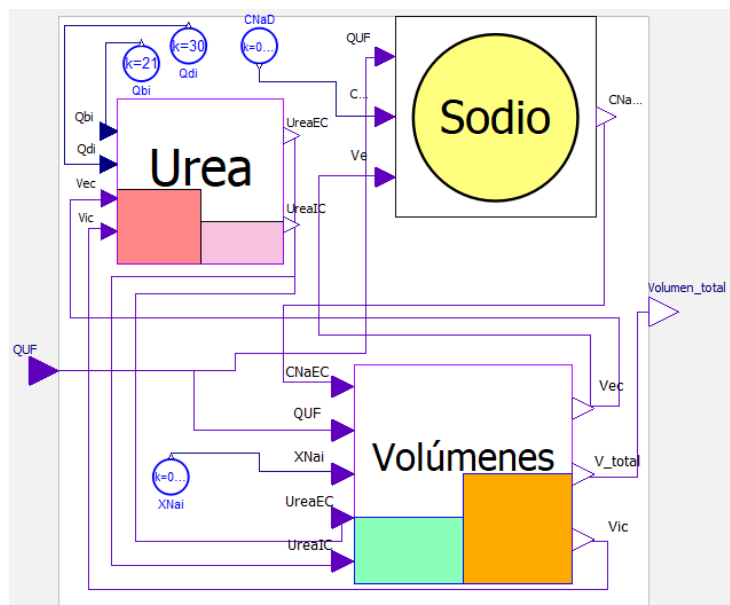 CNaD
k=0...
k=30
Qdi
k=21
Qbi
QUF
C...
Ve
Sodio
CNa...
Qbi
Qdi
Vec
Vic
Urea
UreaEC
UreaIC
Volumen_total
QUF
CNaEC
QUF
XNai
UreaEC
UreaIC
Volúmenes
Vec
V_total
Vic
k=0...
XNai